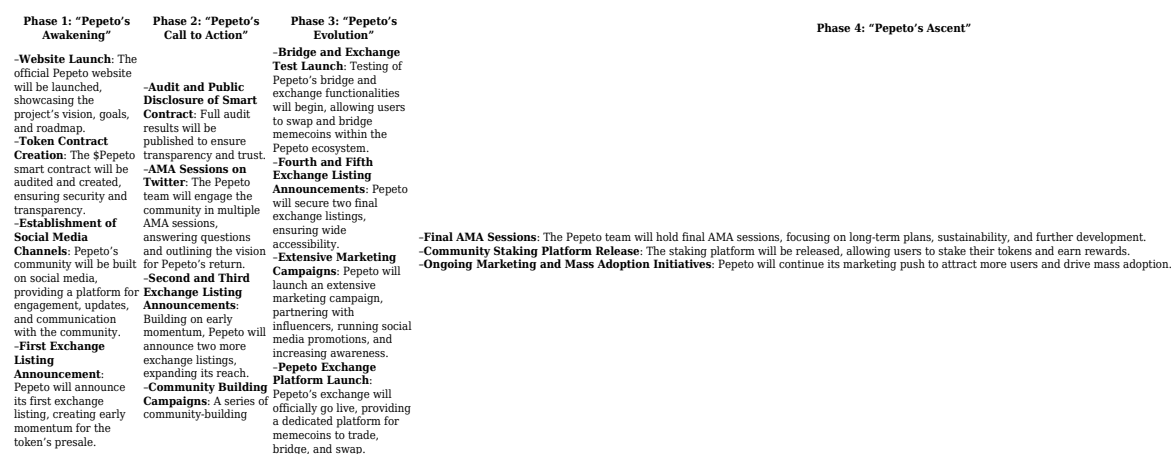 Phase 1: “Pepeto’s
Awakening”
–Website Launch: The
official Pepeto website
will be launched,
showcasing the
project’s vision, goals,
and roadmap.
–Token Contract
Creation: The $Pepeto
smart contract will be
audited and created,
ensuring security and
transparency.
–Establishment of
Social Media
Channels: Pepeto’s
community will be built
on social media,
providing a platform for
engagement, updates,
and communication
with the community.
–First Exchange
Listing
Announcement:
Pepeto will announce
its first exchange
listing, creating early
momentum for the
token’s presale.
Phase 2: “Pepeto’s
Call to Action”
–Audit and Public
Disclosure of Smart
Contract: Full audit
results will be
published to ensure
transparency and trust.
–AMA Sessions on
Twitter: The Pepeto
team will engage the
community in multiple
AMA sessions,
answering questions
and outlining the vision
for Pepeto’s return.
–Second and Third
Exchange Listing
Announcements:
Building on early
momentum, Pepeto will
announce two more
exchange listings,
expanding its reach.
–Community Building
Campaigns: A series of
community-building
Phase 3: “Pepeto’s
Evolution”
–Bridge and Exchange
Test Launch: Testing of
Pepeto’s bridge and
exchange functionalities
will begin, allowing users
to swap and bridge
memecoins within the
Pepeto ecosystem.
–Fourth and Fifth
Exchange Listing
Announcements: Pepeto
will secure two final
exchange listings,
ensuring wide
accessibility.
–Extensive Marketing
Campaigns: Pepeto will
launch an extensive
marketing campaign,
partnering with
influencers, running social
media promotions, and
increasing awareness.
–Pepeto Exchange
Platform Launch:
Pepeto’s exchange will
officially go live, providing
a dedicated platform for
memecoins to trade,
bridge, and swap.
Phase 4: “Pepeto’s Ascent”
–Final AMA Sessions: The Pepeto team will hold final AMA sessions, focusing on long-term plans, sustainability, and further development.
–Community Staking Platform Release: The staking platform will be released, allowing users to stake their tokens and earn rewards.
–Ongoing Marketing and Mass Adoption Initiatives: Pepeto will continue its marketing push to attract more users and drive mass adoption.